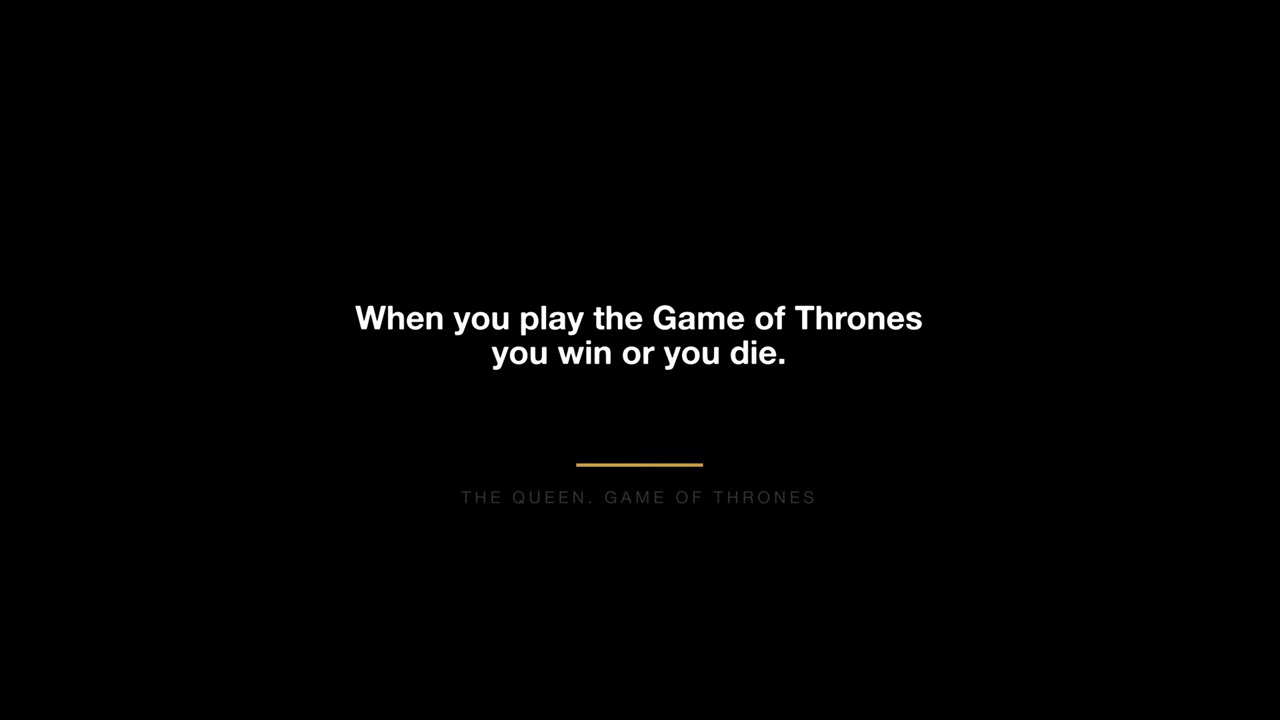 When you play the Game of Thrones
you win or you die.
THE QUEEN. GAME OF THRONES